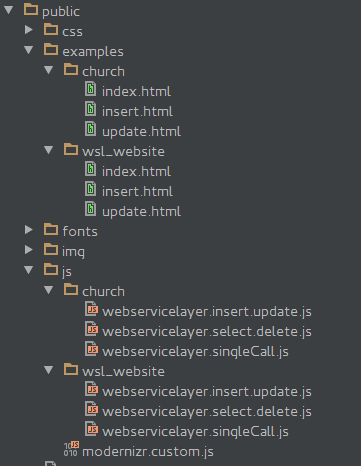 public
css
examples
church
index.html
insert.html
update.html
wsl_website
index.html
insert.html
update.html
fonts
img
js
church
webservicelayer.insert.update.js
webservicelayer.select.delete.js
webservicelayer.singleCall.js
wsl_website
webservicelayer.insert.update.js
webservicelayer.select.delete.js
webservicelayer.singleCall.js
modernizr.custom.js